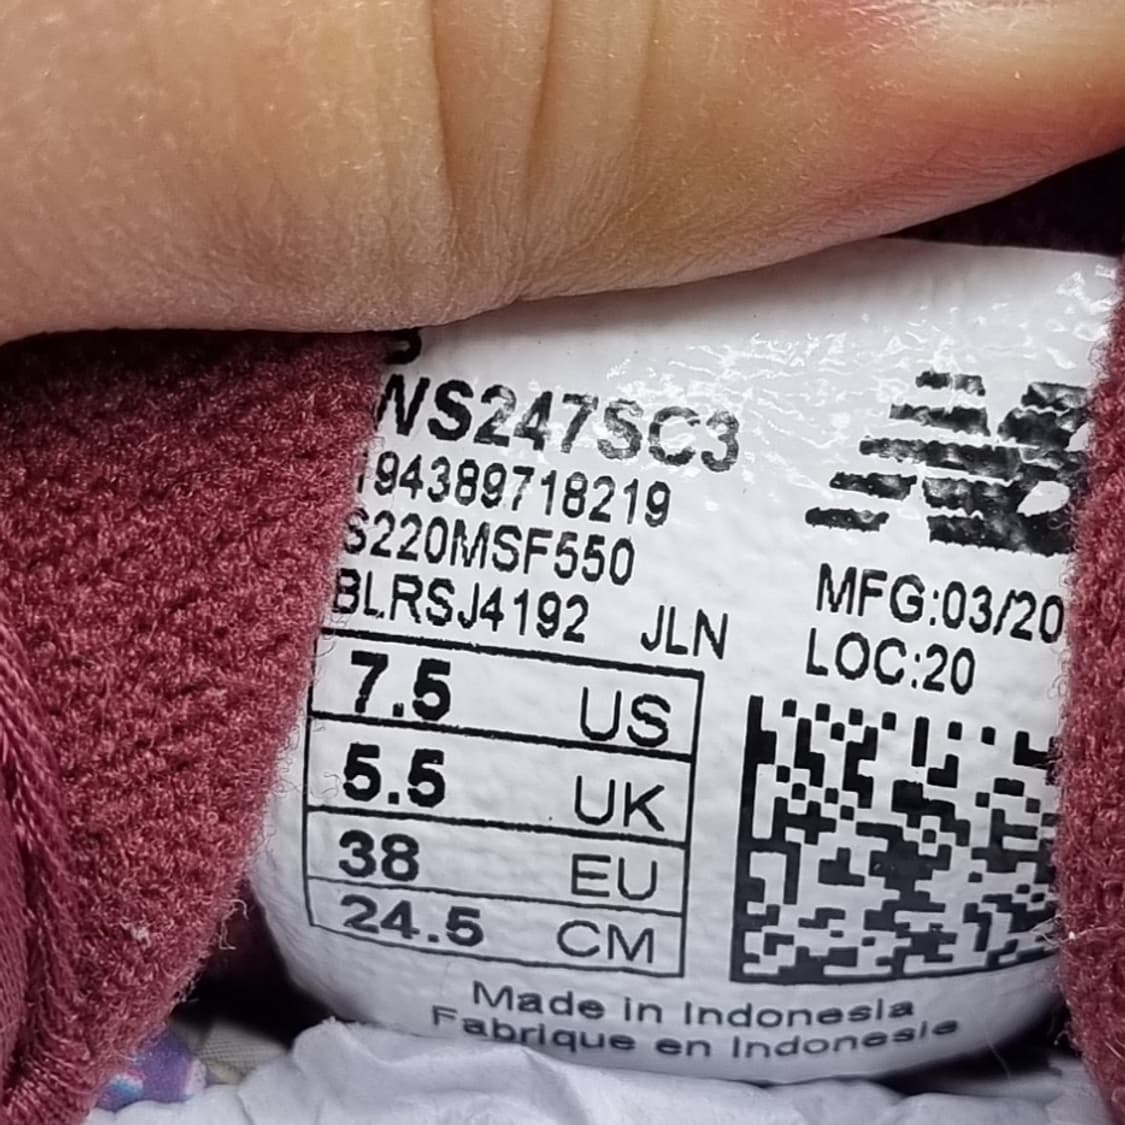 B
WS247SC3
194389718219
S220MSF550
BLRSJ4192 JLN
MFG:03/20
LOC:20
7.5 US
5.5 UK
38 EU
24.5 CM
Made in Indonesia
Fabrique en Indonesie